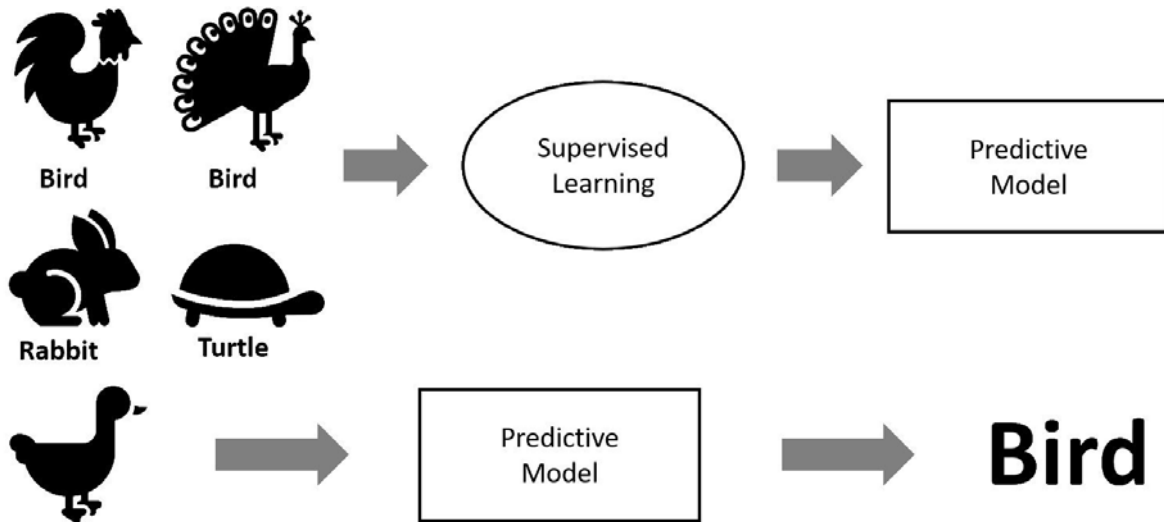 Bird
Bird
Supervised
Learning
Predictive
Model
Rabbit
Turtle
Predictive
Model
Bird